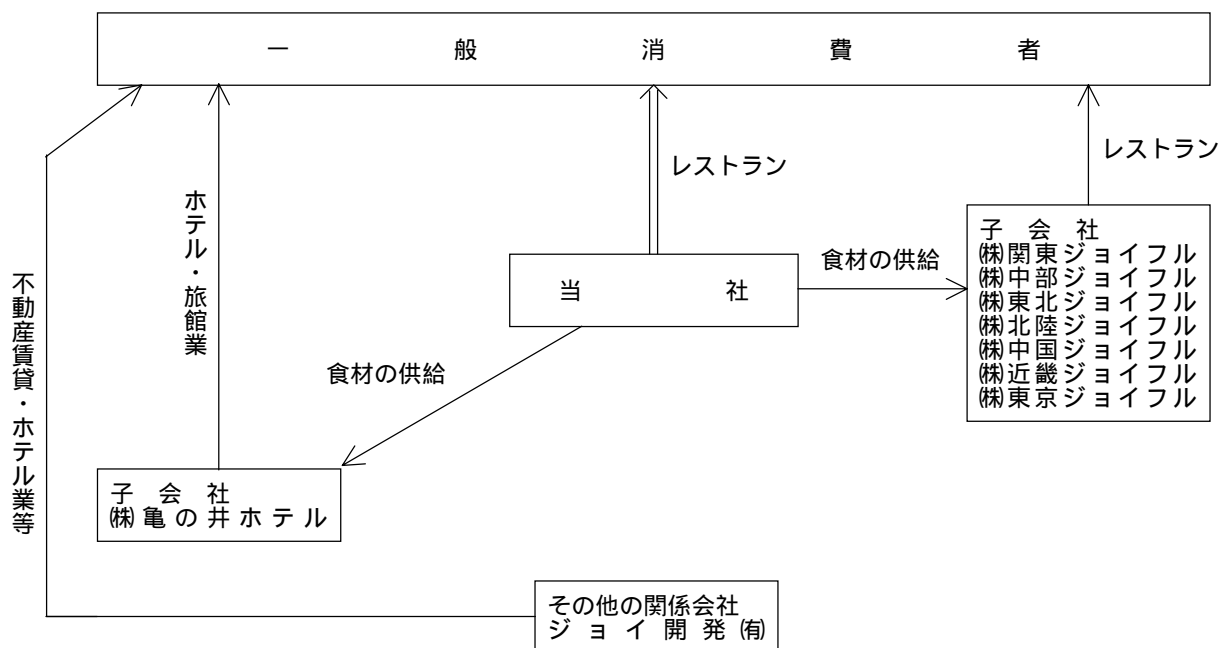 一般消費者
レストラン
レストラン
ホテル・旅館業
不動産賃貸・ホテル業等
当社
食材の供給
子会社
㈱関東ジョイフル
㈱中部ジョイフル
㈱東北ジョイフル
㈱北陸ジョイフル
㈱中国ジョイフル
㈱近畿ジョイフル
㈱東京ジョイフル
食材の供給
子会社
㈱亀の井ホテル
その他の関係会社
ジョイ開発㈲